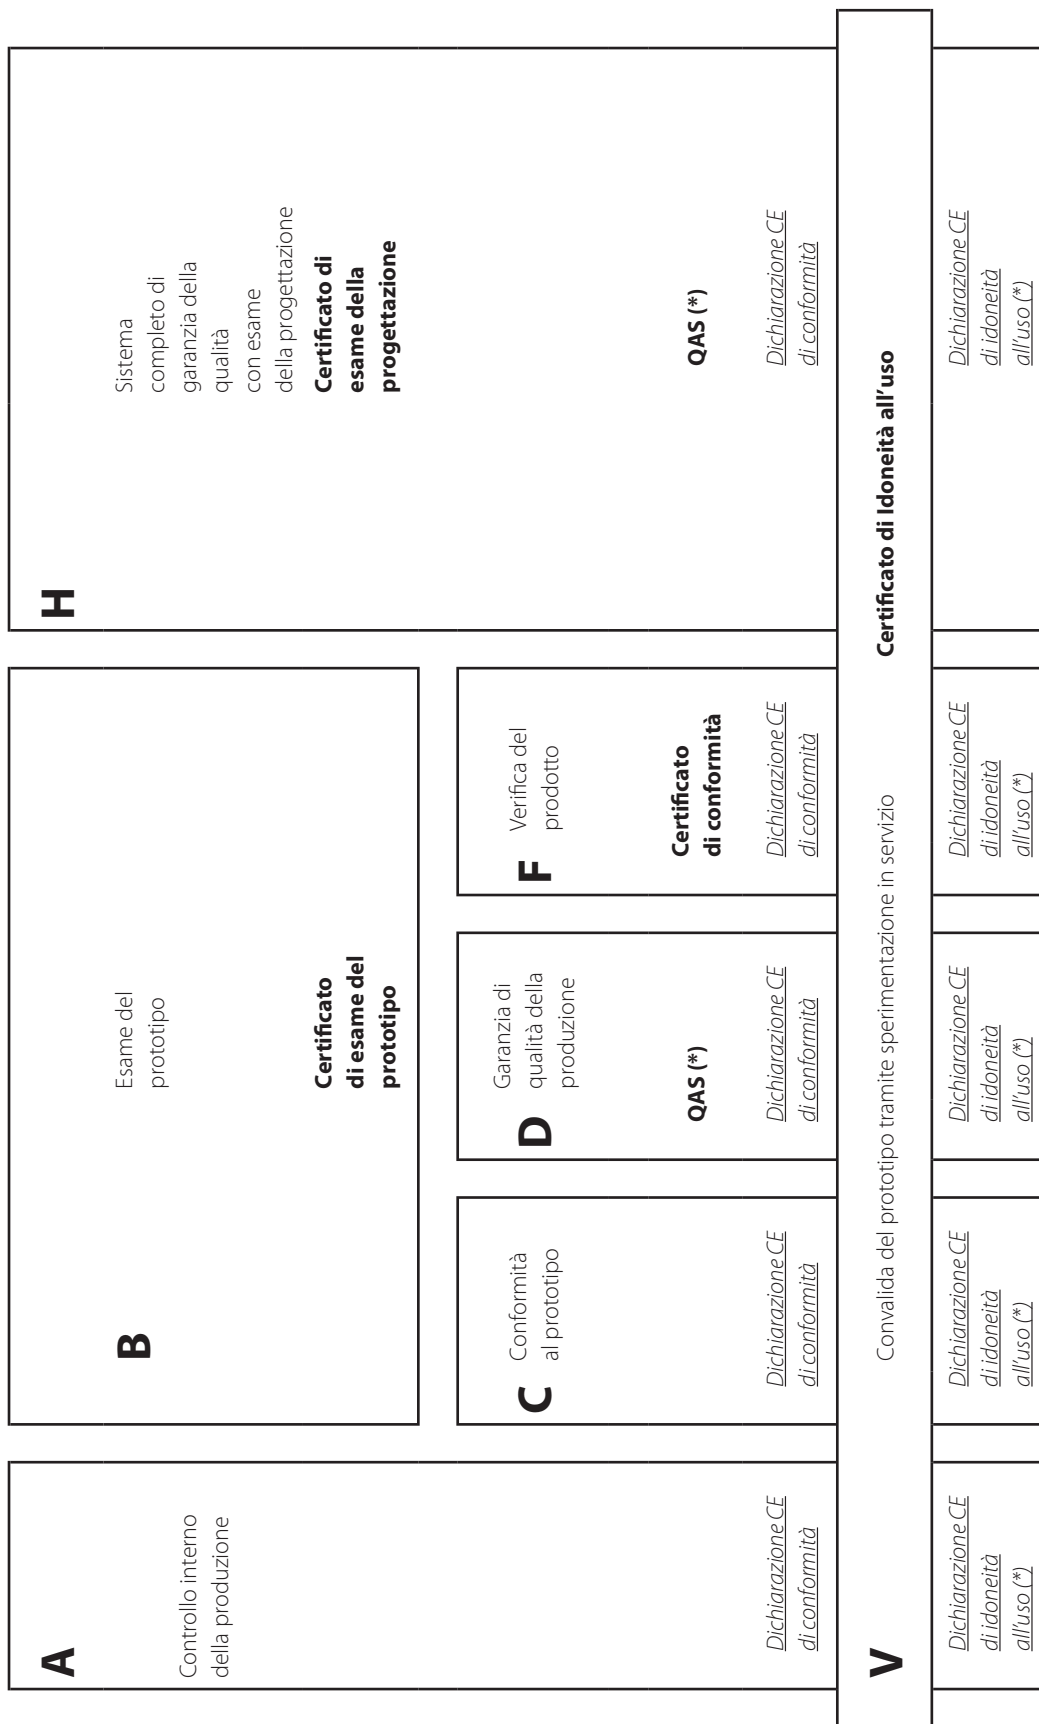 A
Controllo interno
della produzione
Dichiarazione CE
di conformità
B
Esame del
prototipo
Certificato
di esame del
prototipo
C
Conformità
al prototipo
Dichiarazione CE
di conformità
D
Garanzia di
qualità della
produzione
QAS (*)
Dichiarazione CE
di conformità
F
Verifica del
prodotto
Certificato
di conformità
Dichiarazione CE
di conformità
H
Sistema
completo di
garanzia della
qualità
con esame
della progettazione
Certificato di
esame della
progettazione
QAS (*)
Dichiarazione CE
di conformità
V
Convalida del prototipo tramite sperimentazione in servizio
Certificato di Idoneità all'uso
Dichiarazione CE
di idoneità
all'uso (*)
Dichiarazione CE
di idoneità
all'uso (*)
Dichiarazione CE
di idoneità
all'uso (*)
Dichiarazione CE
di idoneità
all'uso (*)
Dichiarazione CE
di idoneità
all'uso (*)